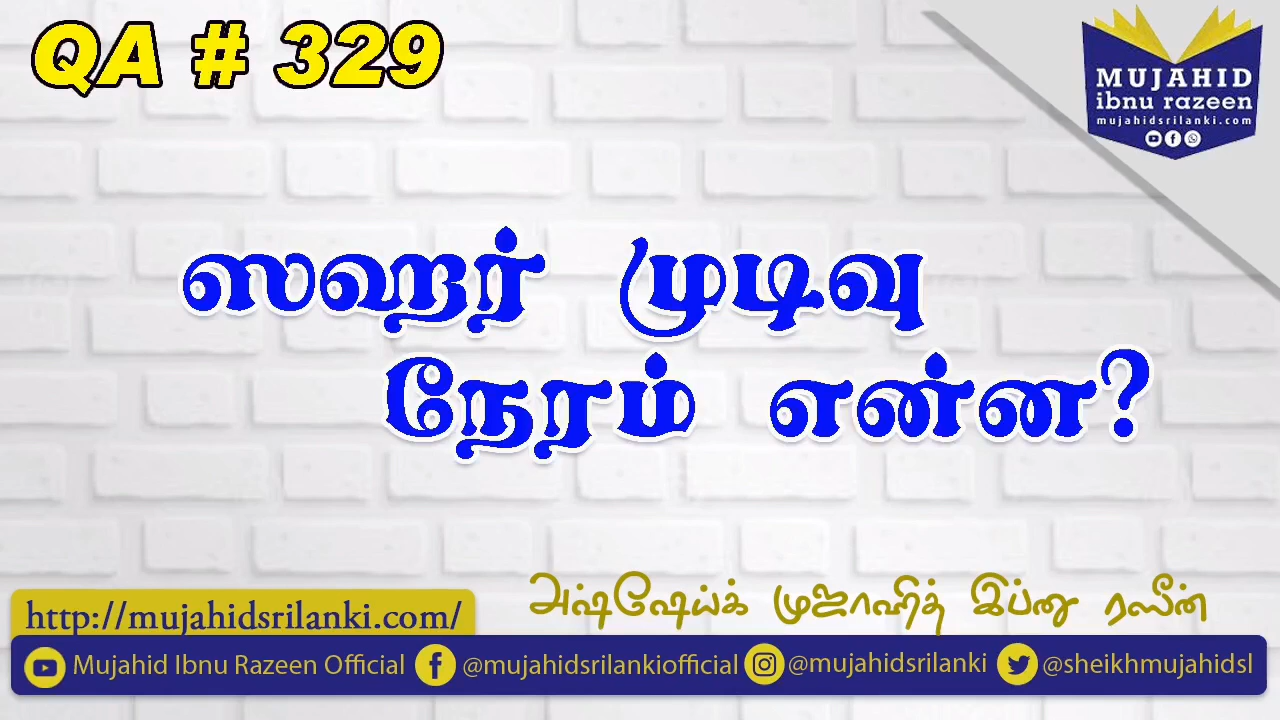 QA # 329
MUJAHID
ibnu razeen
mujahidsrilanki.com
ஸஹர் முடிவு
நேரம் என்ன?
அஷ்ஷேய்க் முஜாஹித் இப்னு ரஸீன்
http://mujahidsrilanki.com/
Mujahid Ibnu Razeen Official @mujahidsrilankiofficial @mujahidsrilanki @sheikhmujahidsl